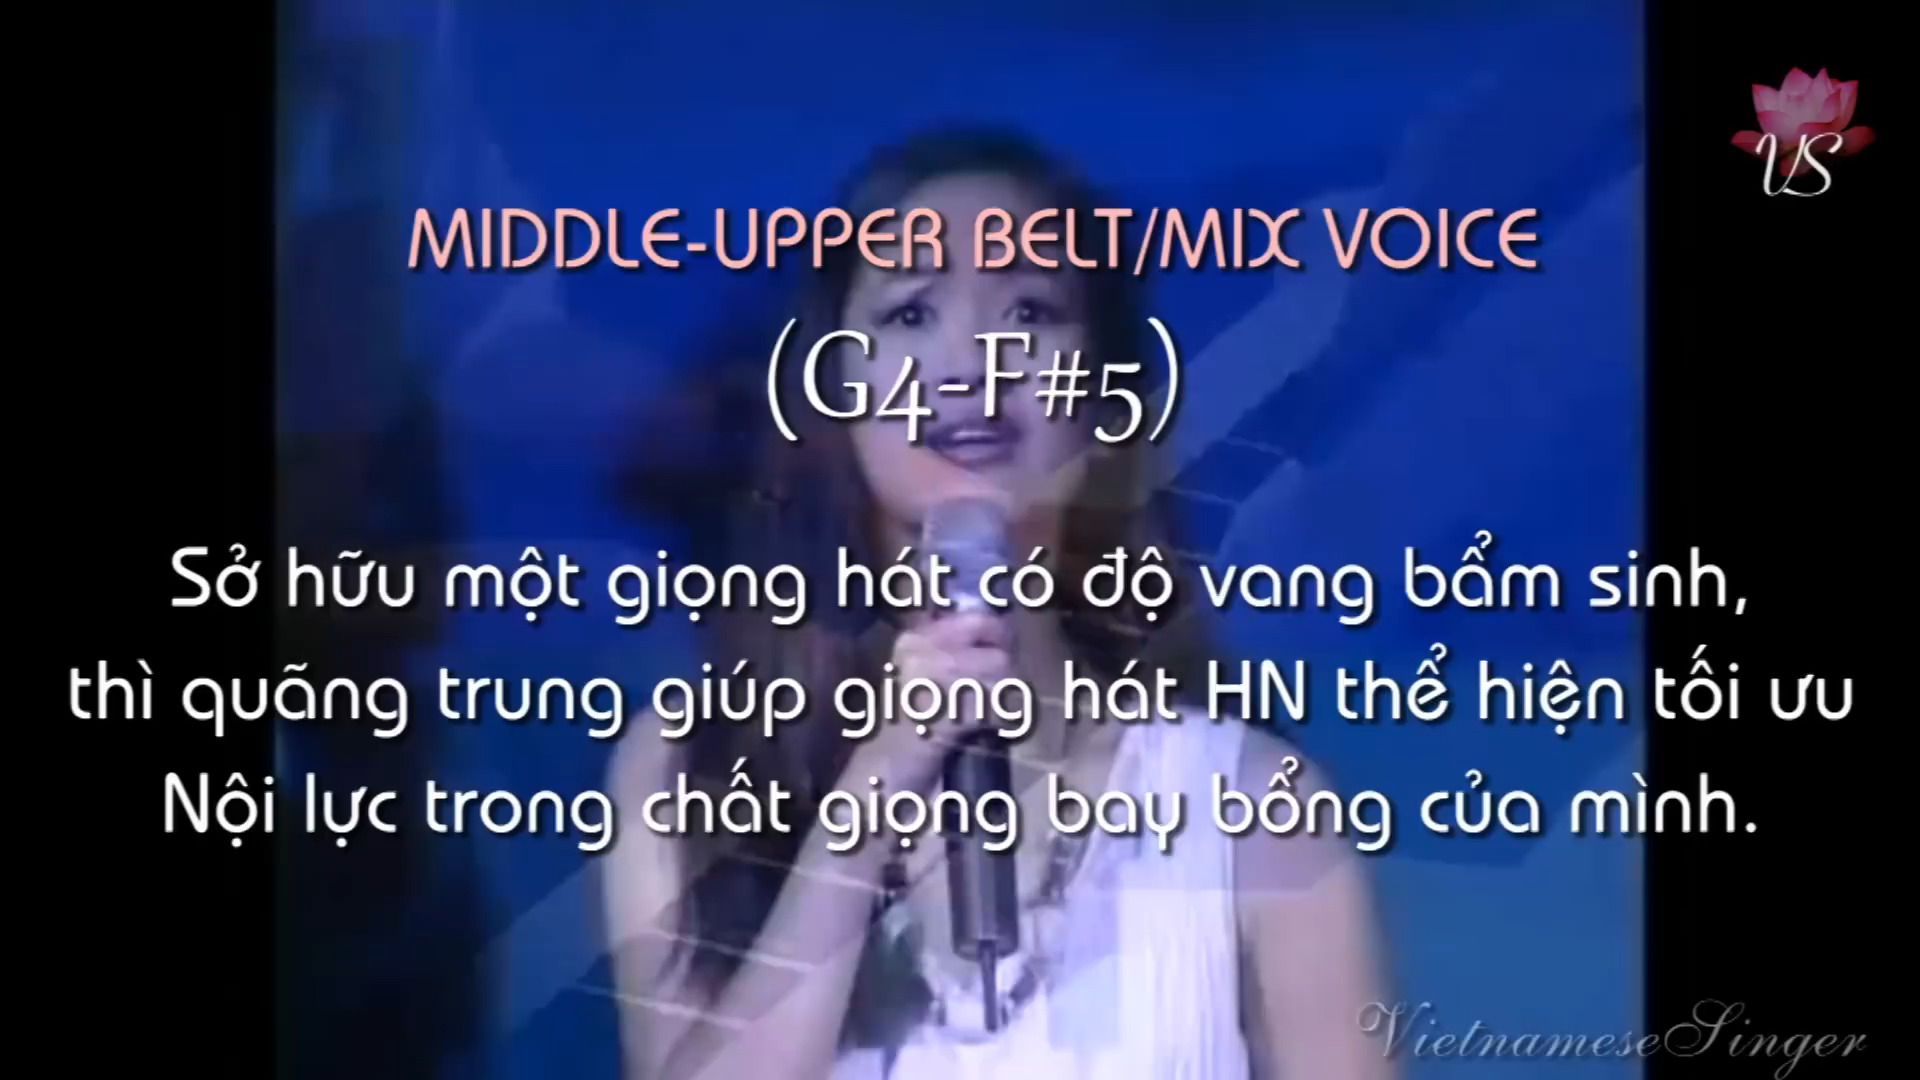 VS
MIDDLE-UPPER BELT/MIX VOICE
(G4-F#5)
Sở hữu một giọng hát có độ vang bẩm sinh,
thì quãng trung giúp giọng hát HN thể hiện tối ưu
Nội lực trong chất giọng bay bổng của mình.
VietnameseSinger